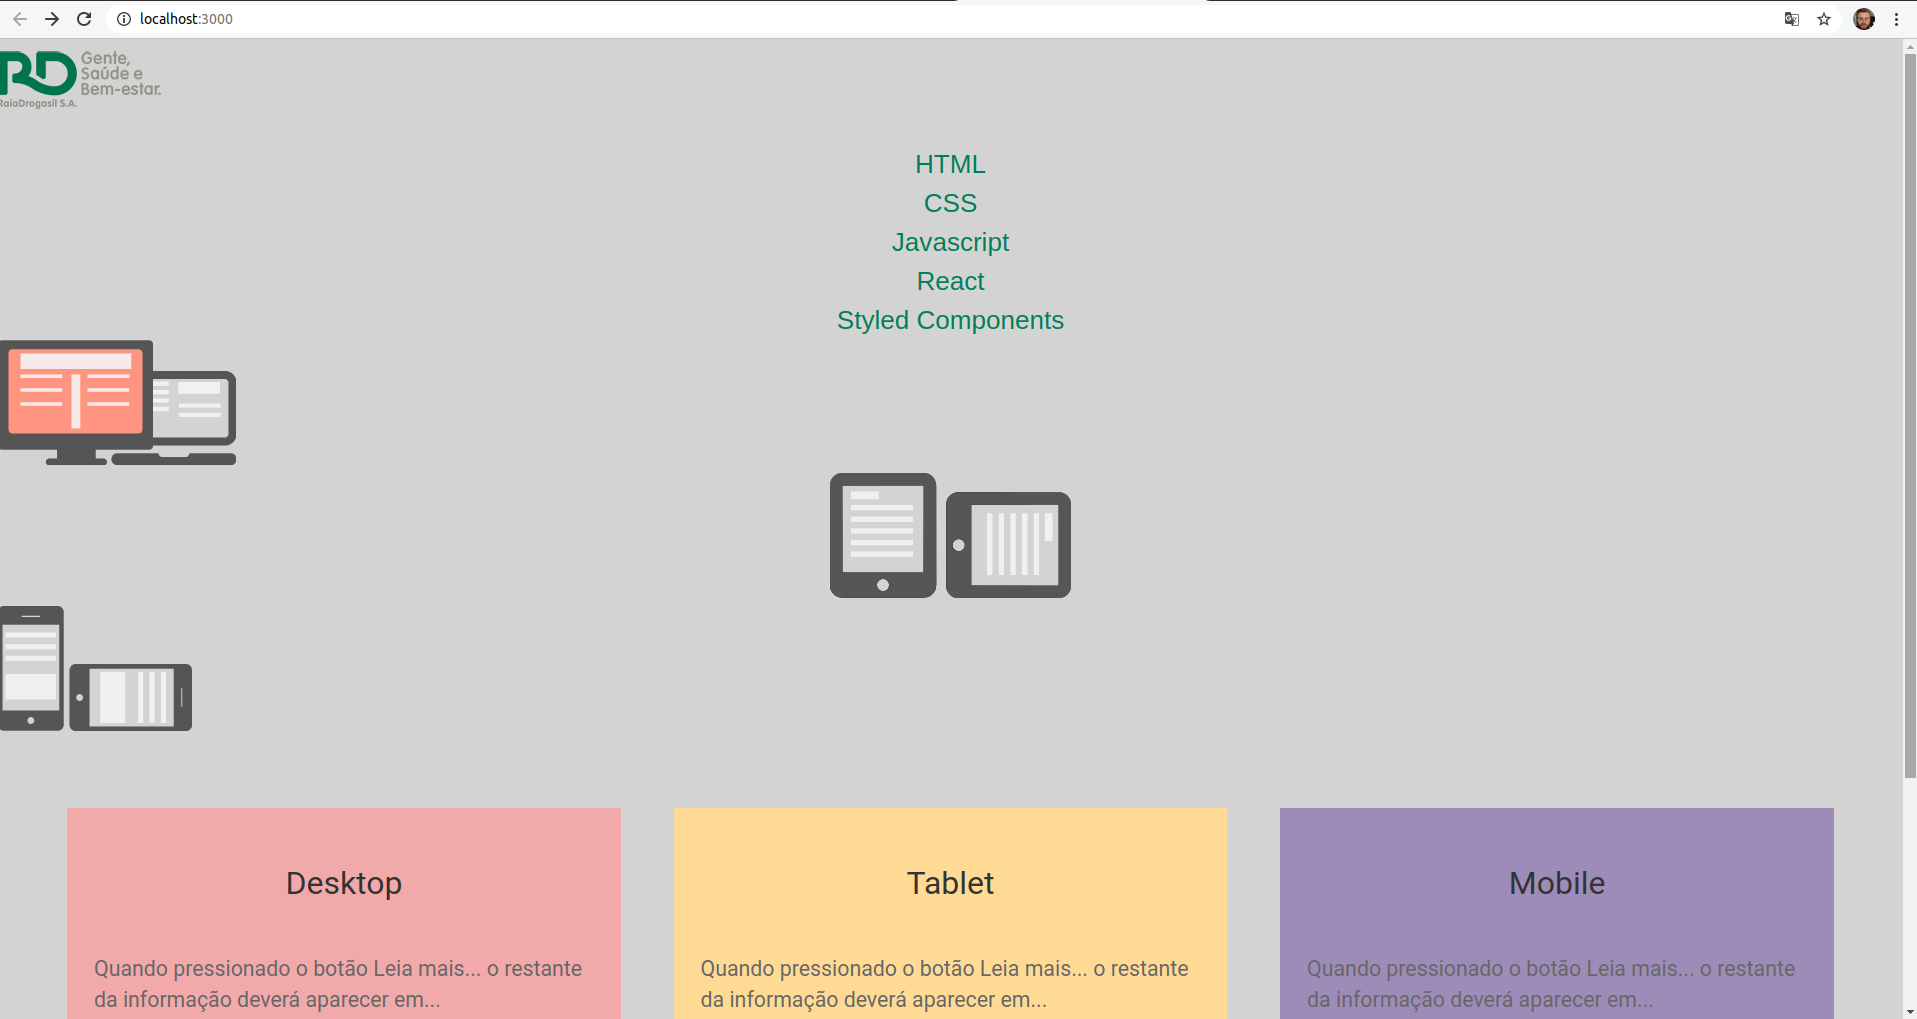 localhost:3000
Gente,
Saúde e
Bem-estar.
RD
RaiaDrogasil S.A.
HTML
CSS
Javascript
React
Styled Components
Desktop
Quando pressionado o botão Leia mais... o restante
da informação deverá aparecer em...
Tablet
Quando pressionado o botão Leia mais... o restante
da informação deverá aparecer em...
Mobile
Quando pressionado o botão Leia mais... o restante
da informação deverá aparecer em...